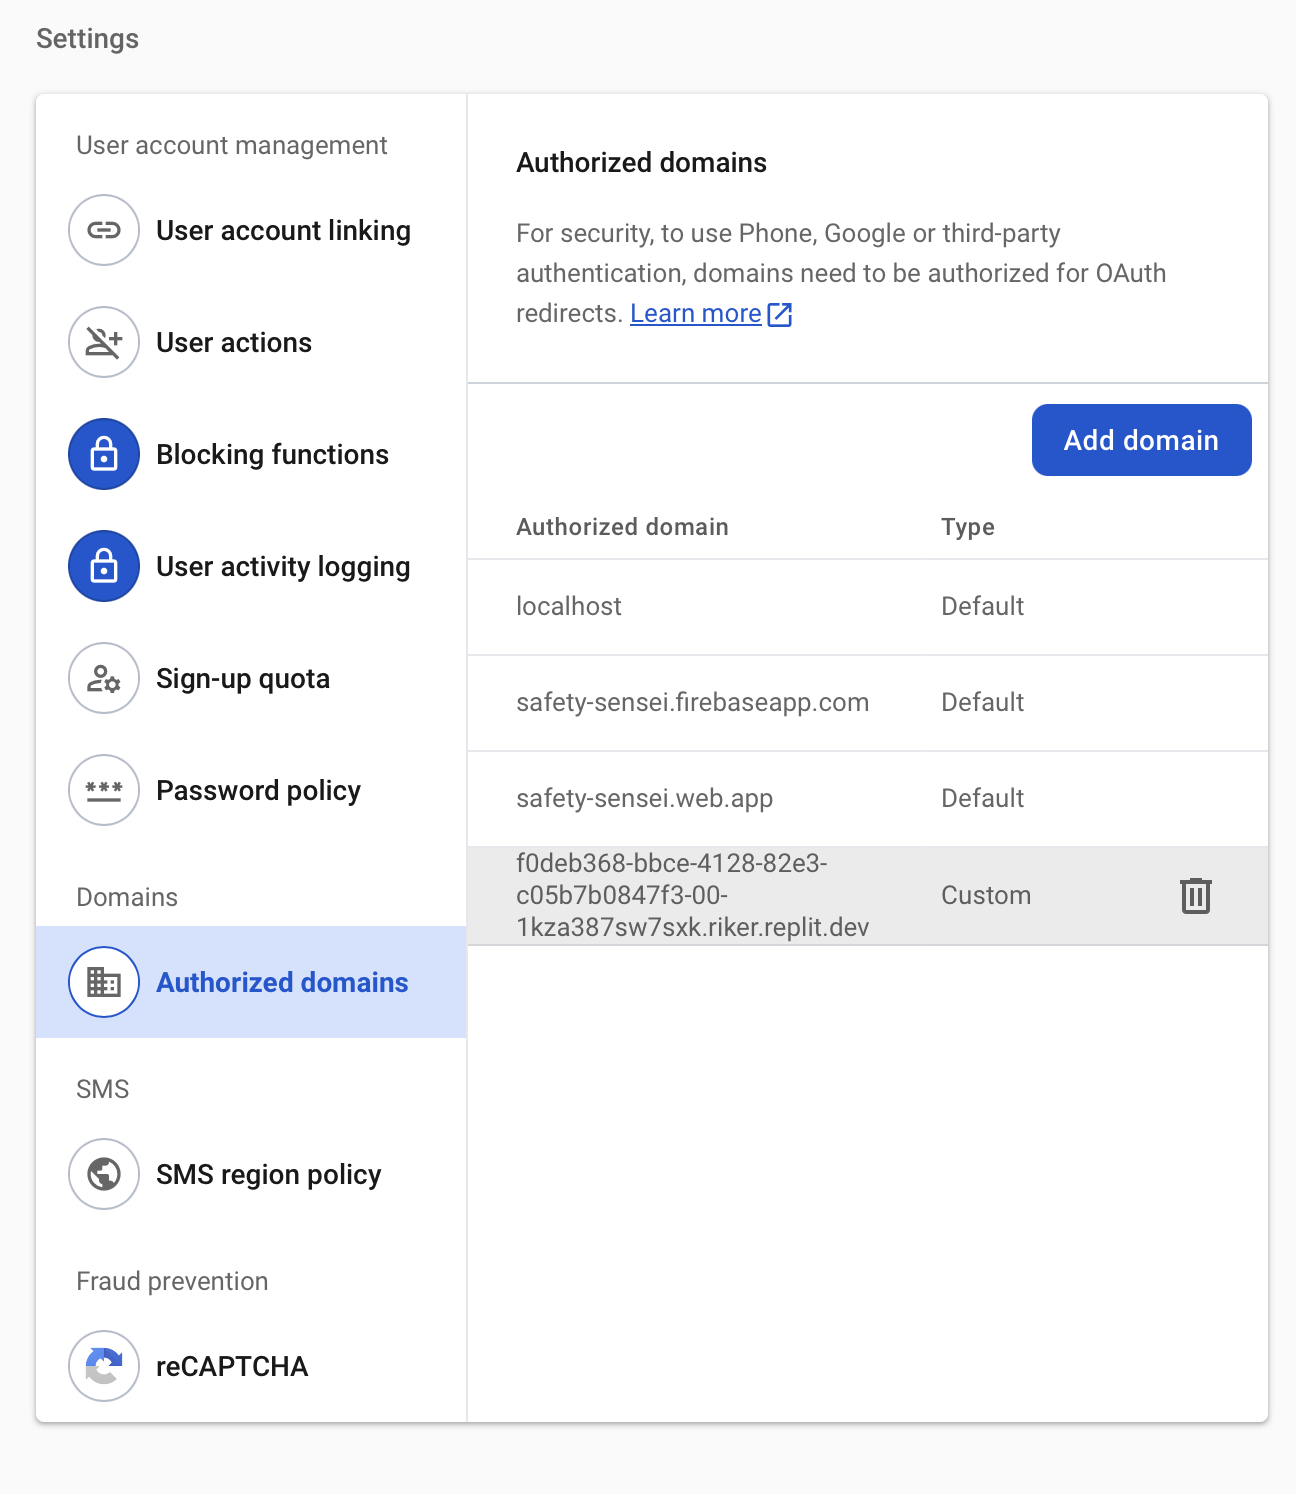 Settings
User account management
User account linking
User actions
Blocking functions
User activity logging
Sign-up quota
Password policy
Domains
Authorized domains
SMS
SMS region policy
Fraud prevention
reCAPTCHA
Authorized domains
For security, to use Phone, Google or third-party
authentication, domains need to be authorized for OAuth
redirects. Learn more
Add domain
Authorized domain Type
localhost Default
safety-sensei.firebaseapp.com Default
safety-sensei.web.app Default
f0deb368-bbce-4128-82e3-
c05b7b0847f3-00- Custom
1kza387sw7sxk.riker.replit.dev